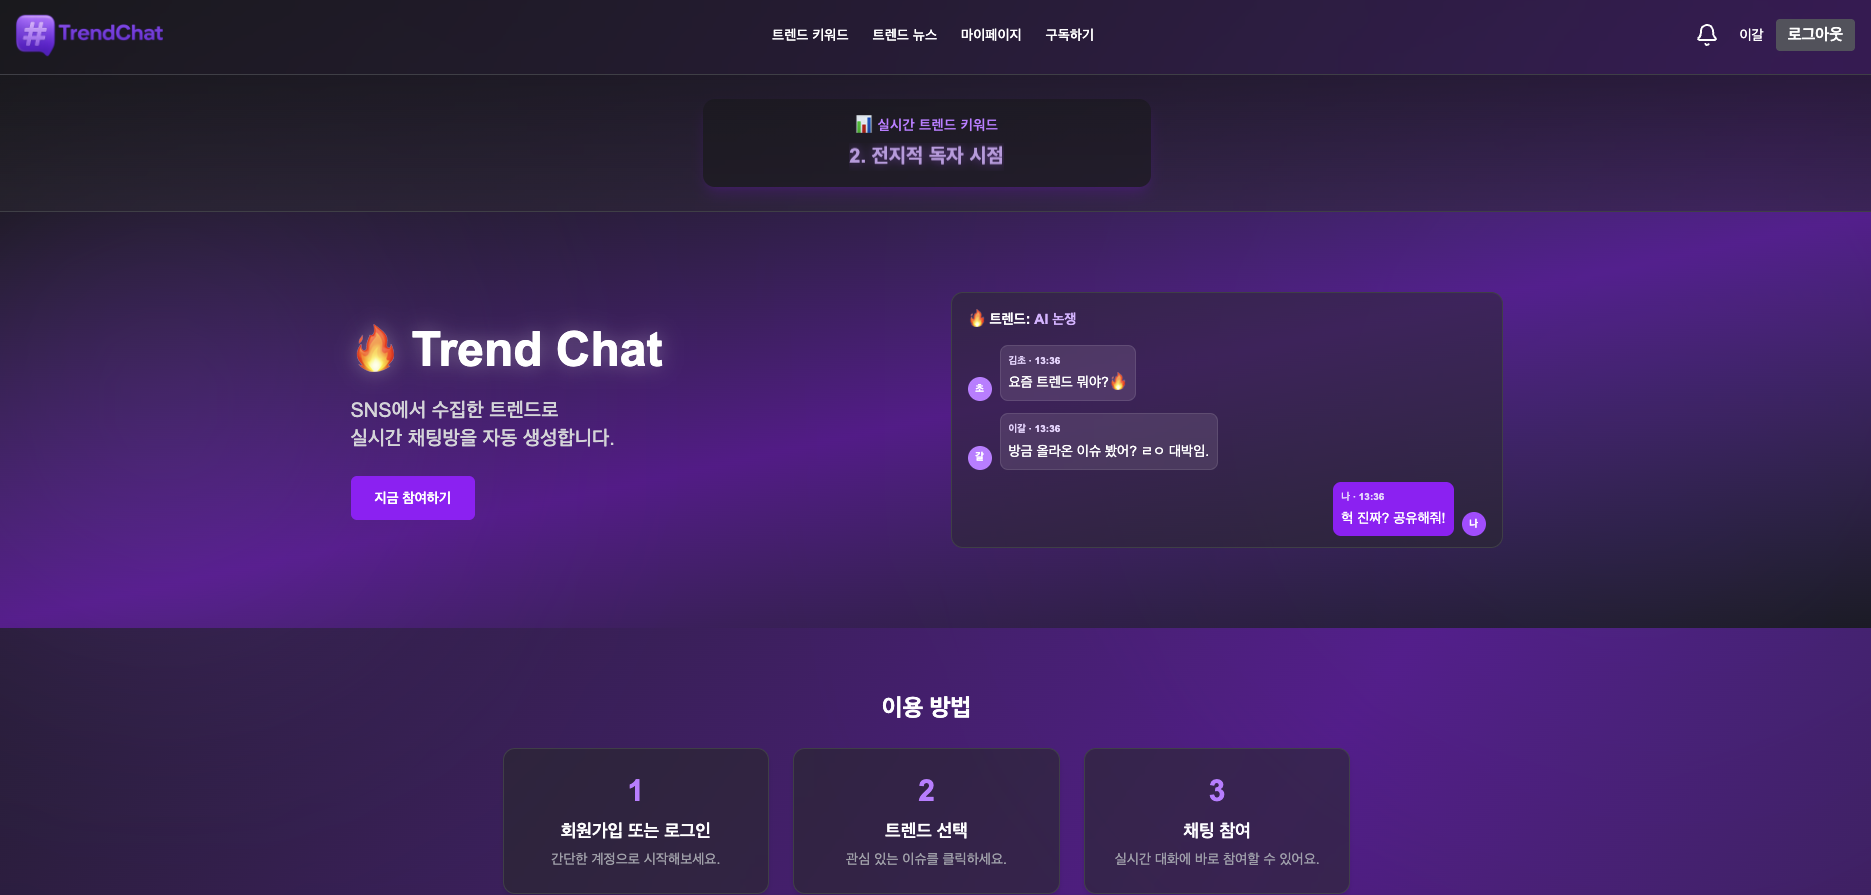 # TrendChat
트렌드 키워드
트렌드 뉴스
마이페이지
구독하기
이갈
로그아웃
📊 실시간 트렌드 키워드
2. 전지적 독자 시점
🔥 Trend Chat
SNS에서 수집한 트렌드로
실시간 채팅방을 자동 생성합니다.
지금 참여하기
🔥 트렌드: AI 논쟁
김초 · 13:36
초
요즘 트렌드 뭐야?🔥
이갈 · 13:36
갈
방금 올라온 이슈 봤어? ㄹㅇ 대박임.
나 · 13:36
헉 진짜? 공유해줘!
나
이용 방법
1
회원가입 또는 로그인
간단한 계정으로 시작해보세요.
2
트렌드 선택
관심 있는 이슈를 클릭하세요.
3
채팅 참여
실시간 대화에 바로 참여할 수 있어요.